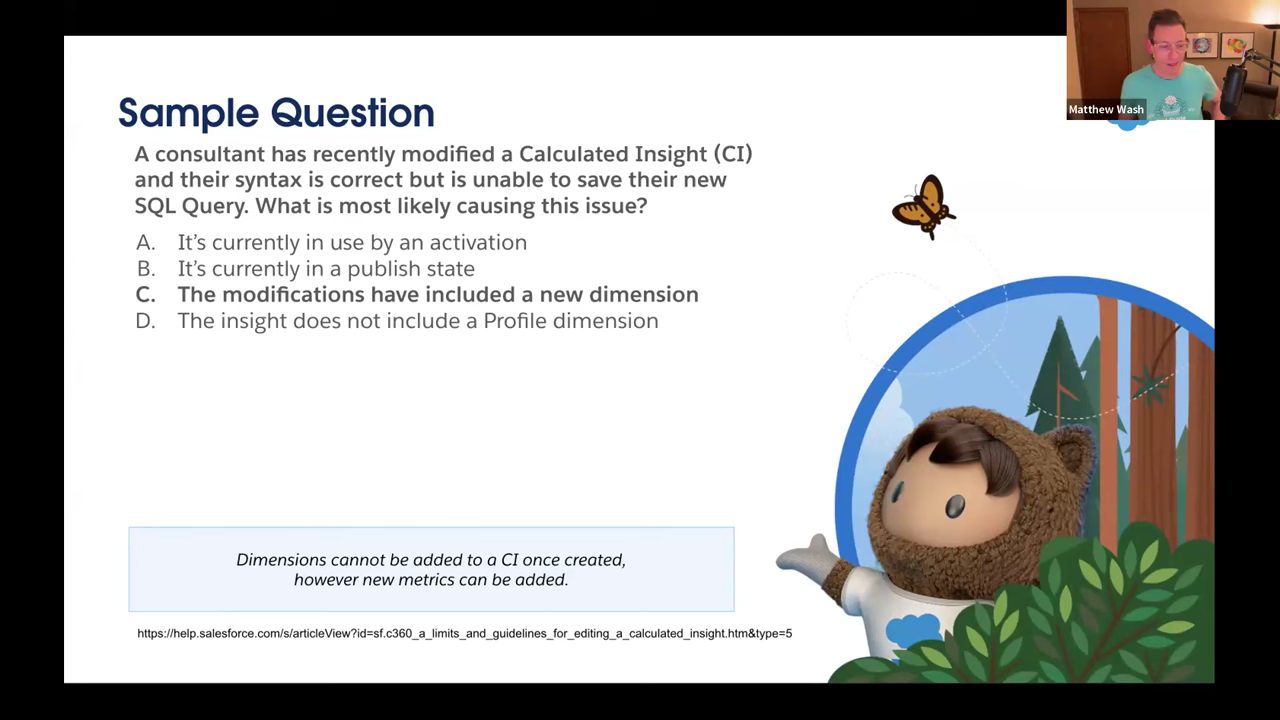 Matthew Wash
Sample Question
A consultant has recently modified a Calculated Insight (CI)
and their syntax is correct but is unable to save their new
SQL Query. What is most likely causing this issue?
A. It’s currently in use by an activation
B. It’s currently in a publish state
C. The modifications have included a new dimension
D. The insight does not include a Profile dimension
Dimensions cannot be added to a CI once created,
however new metrics can be added.
https://help.salesforce.com/s/articleView?id=sf.c360_a_limits_and_guidelines_for_editing_a_calculated_insight.htm&type=5